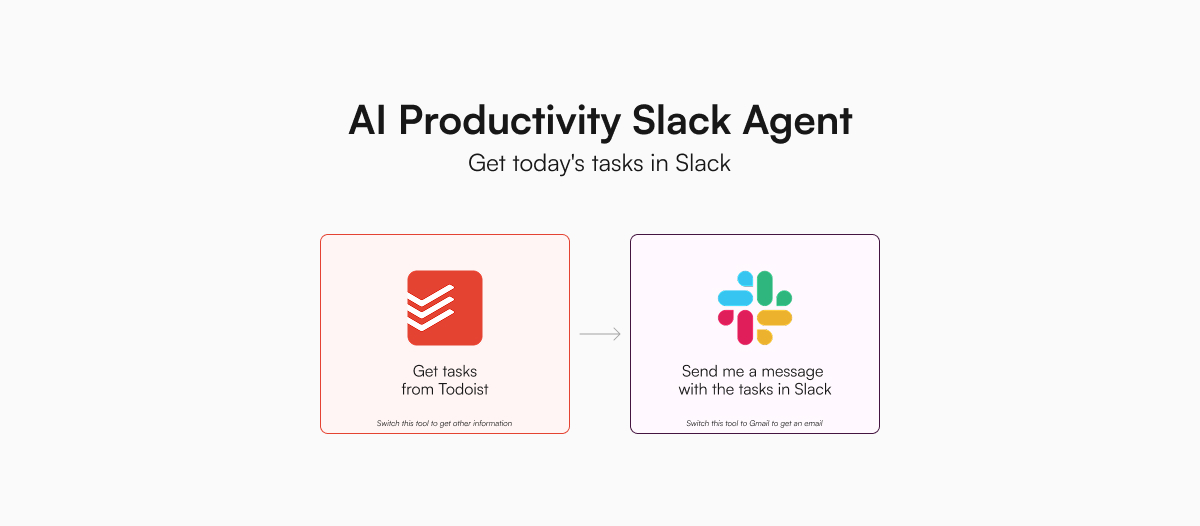 AI Productivity Slack Agent
Get today's tasks in Slack
Get tasks
from Todoist
Switch this tool to get other information
Send me a message
with the tasks in Slack
Switch this tool to Gmail to get an email